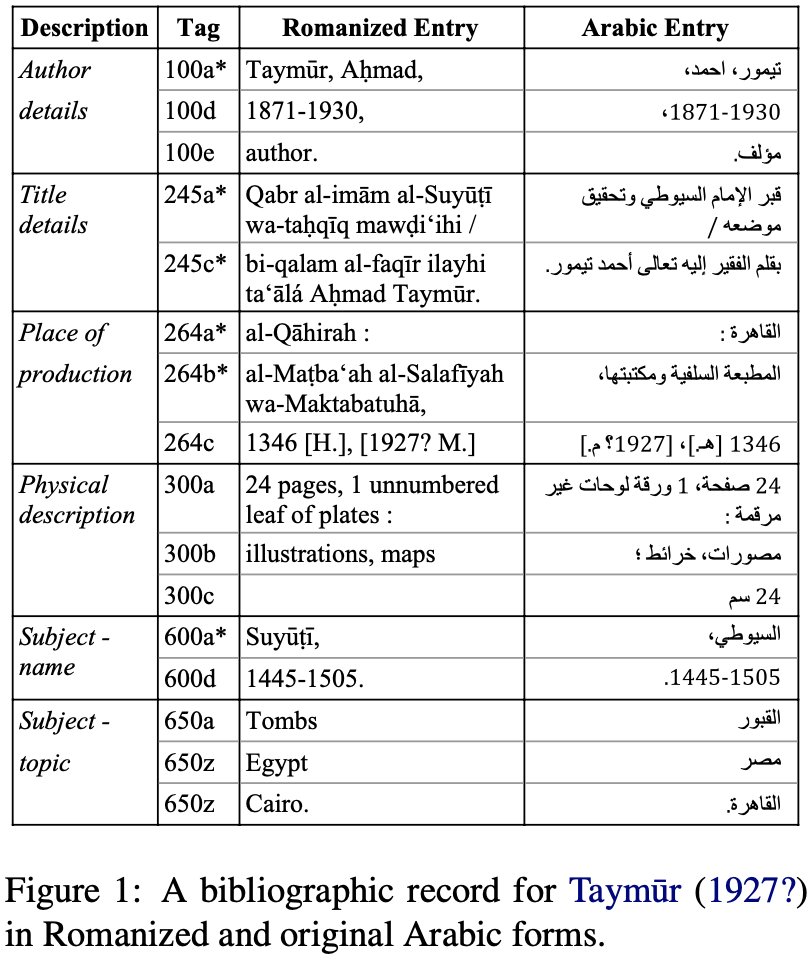 Description Tag Romanized Entry Arabic Entry
Author 100a* Taymūr, Aḥmad, تيمور، احمد،
details 100d 1871-1930, 1871-1930،
100e author. مؤلف.
Title 245a* Qabr al-imām al-Suyūṭī قبر الإمام السيوطي وتحقيق
details wa-taḥqīq mawḍi‘ihi / موضعه /
245c* bi-qalam al-faqīr ilayhi بقلم الفقير إليه تعالى أحمد تيمور.
ta‘ālá Aḥmad Taymūr.
Place of 264a* al-Qāhirah : القاهرة :
production 264b* al-Maṭba‘ah al-Salafīyah المطبعة السلفية ومكتبتها،
wa-Maktabatuhā,
264c 1346 [H.], [1927? M.] 1346 [هـ.]، [1927؟ م.]
Physical 300a 24 pages, 1 unnumbered 24 صفحة، 1 ورقة لوحات غير
description leaf of plates : مرقمة :
300b illustrations, maps مصورات، خرائط ؛
300c 24 سم
Subject - 600a* Suyūṭī, السيوطي،
name
600d 1445-1505. 1445-1505.
Subject - 650a Tombs القبور
topic 650z Egypt مصر
650z Cairo. القاهرة.
Figure 1: A bibliographic record for Taymūr (1927?)
in Romanized and original Arabic forms.